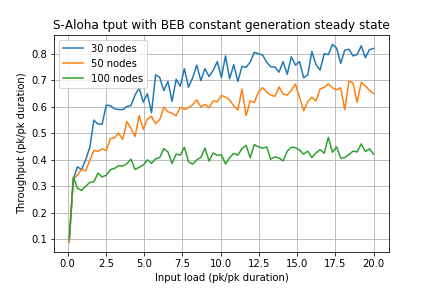 S-Aloha tput with BEB constant generation steady state
Throughput (pk/pk duration)
0.8
0.7
0.6
0.5
0.4
0.3
0.2
0.1
30 nodes
50 nodes
100 nodes
0.0 2.5 5.0 7.5 10.0 12.5 15.0 17.5 20.0
Input load (pk/pk duration)